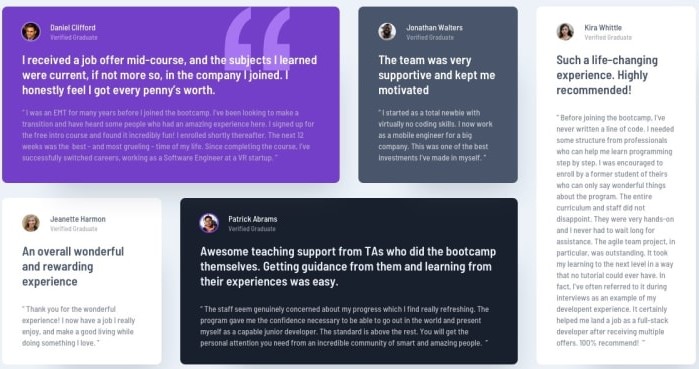 Daniel Clifford
Verified Graduate
I received a job offer mid-course, and the subjects I learned
were current, if not more so, in the company I joined. I
honestly feel I got every penny's worth.
" I was an EMT for many years before I joined the bootcamp. I've been looking to make a
transition and have heard some people who had an amazing experience here. I signed up
for the free intro course and found it incredibly fun! I enrolled shortly thereafter. The next 12
weeks was the best - and most grueling - time of my life. Since completing the course, I've
successfully switched careers, working as a Software Engineer at a VR startup. "
Jonathan Walters
Verified Graduate
The team was very
supportive and kept me
motivated
" I started as a total newbie with
virtually no coding skills. I now work
as a mobile engineer for a big
company. This was one of the best
investments I've made in myself. "
Kira Whittle
Verified Graduate
Such a life-changing
experience. Highly
recommended!
" Before joining the bootcamp, I've
never written a line of code. I needed
some structure from professionals
who can help me learn programming
step by step. I was encouraged to
enroll by a former student of theirs
who can only say wonderful things
about the program. The entire
curriculum and staff did not
disappoint. They were very hands-on
and I never had to wait long for
assistance. The agile team project, in
particular, was outstanding. It took
my learning to the next level in a way
that no tutorial could ever have. In
fact, I've often referred to it during
interviews as an example of my
developent experience. It certainly
helped me land a job as a full-stack
developer after receiving multiple
offers. 100% recommend! "
Jeanette Harmon
Verified Graduate
An overall wonderful
and rewarding
experience
" Thank you for the wonderful
experience! I now have a job I really
enjoy, and make a good living while
doing something I love. "
Patrick Abrams
Verified Graduate
Awesome teaching support from TAs who did the bootcamp
themselves. Getting guidance from them and learning from
their experiences was easy.
" The staff seem genuinely concerned about my progress which I find really refreshing. The
program gave me the confidence necessary to be able to go out in the world and present
myself as a capable junior developer. The standard is above the rest. You will get the
personal attention you need from an incredible community of smart and amazing people. "